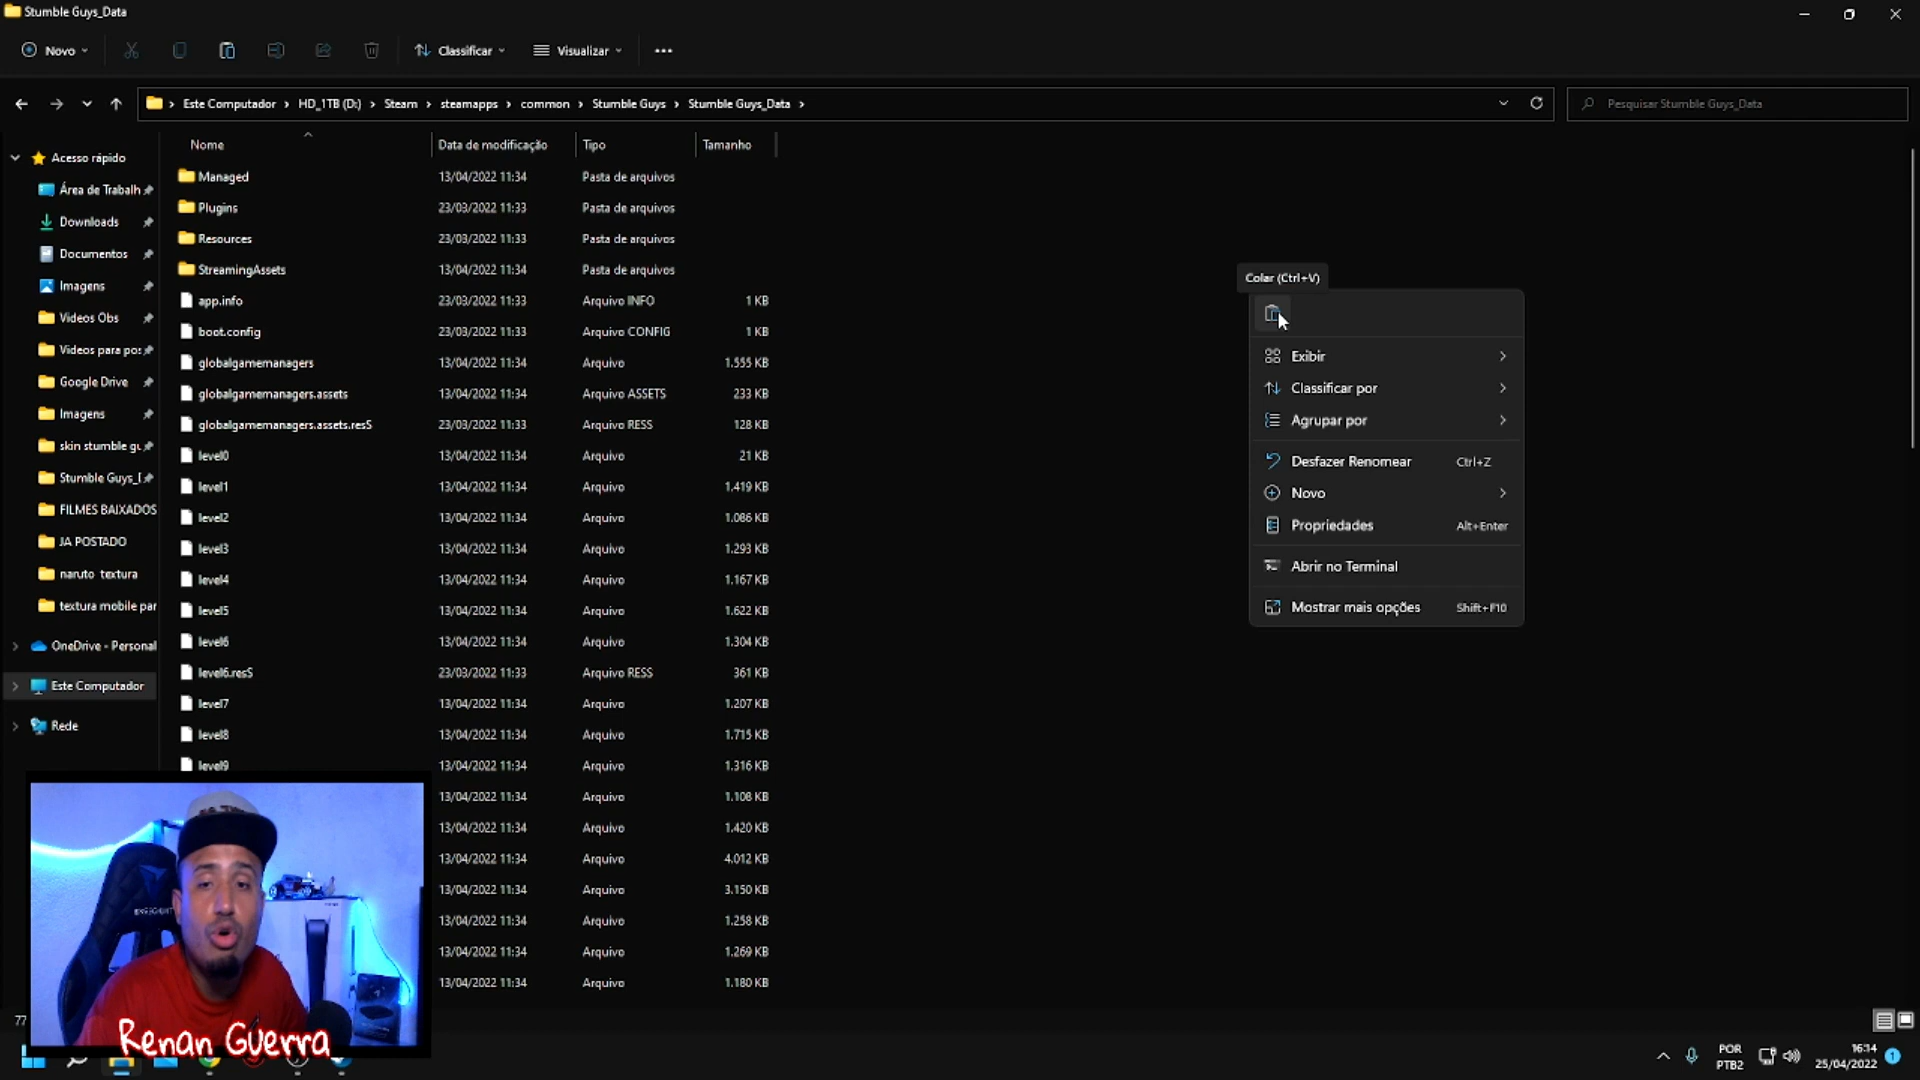 Stumble Guys_Data
Novo
Classificar
Visualizar
Este Computador > HD_1TB (D:) > Steam > steamapps > common > Stumble Guys > Stumble Guys_Data >
Pesquisar Stumble Guys_Data
Nome Data de modificação Tipo Tamanho
Acesso rápido
Área de Trabalh
Downloads
Documentos
Imagens
Videos Obs
Videos para po
Google Drive
Imagens
skin stumble gu
Stumble Guys_
FILMES BAIXADOS
JA POSTADO
naruto textura
textura mobile par
OneDrive - Personal
Este Computador
Rede
Managed 13/04/2022 11:34 Pasta de arquivos
Plugins 23/03/2022 11:33 Pasta de arquivos
Resources 23/03/2022 11:33 Pasta de arquivos
StreamingAssets 13/04/2022 11:34 Pasta de arquivos
app.info 23/03/2022 11:33 Arquivo INFO 1 KB
boot.config 23/03/2022 11:33 Arquivo CONFIG 1 KB
globalgamemanagers 13/04/2022 11:34 Arquivo 1.555 KB
globalgamemanagers.assets 13/04/2022 11:34 Arquivo ASSETS 233 KB
globalgamemanagers.assets.resS 23/03/2022 11:33 Arquivo RESS 128 KB
level0 13/04/2022 11:34 Arquivo 21 KB
level1 13/04/2022 11:34 Arquivo 1.419 KB
level2 13/04/2022 11:34 Arquivo 1.086 KB
level3 13/04/2022 11:34 Arquivo 1.293 KB
level4 13/04/2022 11:34 Arquivo 1.167 KB
level5 13/04/2022 11:34 Arquivo 1.622 KB
level6 13/04/2022 11:34 Arquivo 1.304 KB
level6.resS 23/03/2022 11:33 Arquivo RESS 361 KB
level7 13/04/2022 11:34 Arquivo 1.207 KB
level8 13/04/2022 11:34 Arquivo 1.715 KB
level9 13/04/2022 11:34 Arquivo 1.316 KB
13/04/2022 11:34 Arquivo 1.108 KB
13/04/2022 11:34 Arquivo 1.420 KB
13/04/2022 11:34 Arquivo 4.012 KB
13/04/2022 11:34 Arquivo 3.150 KB
13/04/2022 11:34 Arquivo 1.258 KB
13/04/2022 11:34 Arquivo 1.269 KB
13/04/2022 11:34 Arquivo 1.180 KB
Colar (Ctrl+V)
Exibir
Classificar por
Agrupar por
Desfazer Renomear Ctrl+Z
Novo
Propriedades Alt+Enter
Abrir no Terminal
Mostrar mais opções Shift+F10
77
Renan Guerra
POR
PTB2
16:14
25/04/2022
1